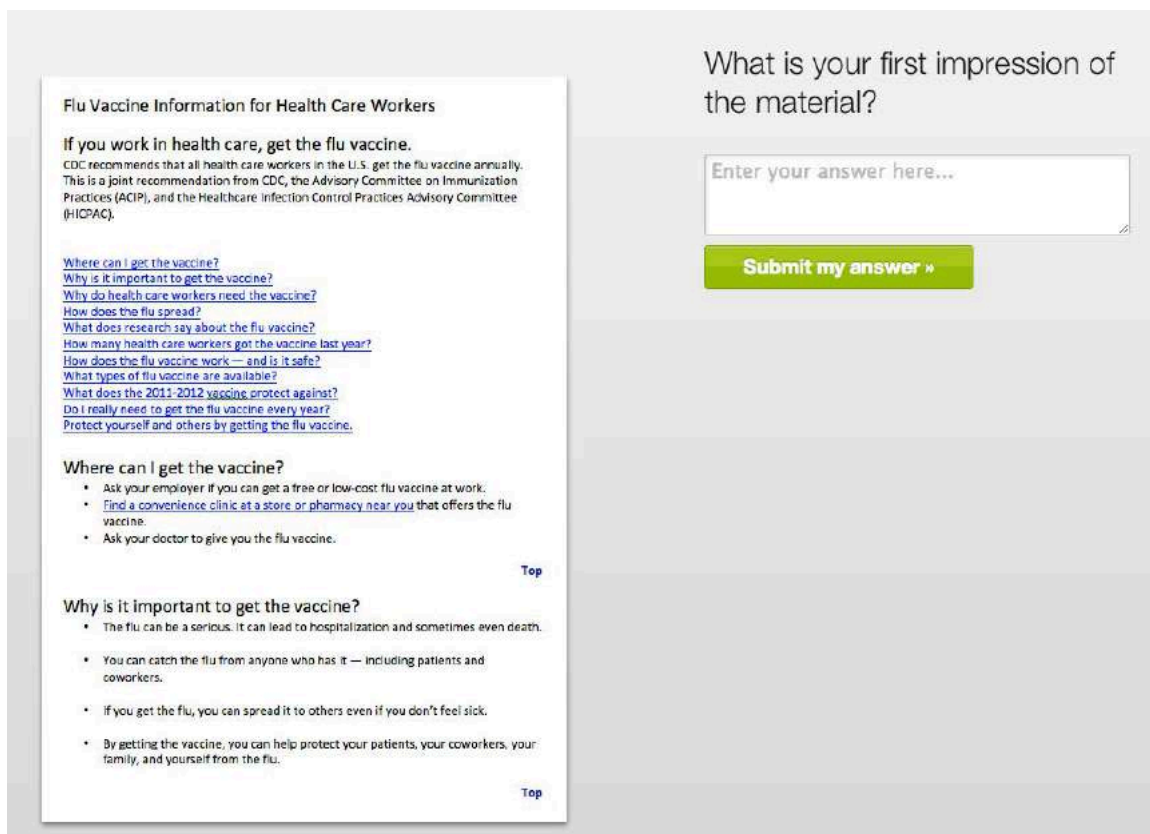 Flu Vaccine Information for Health Care Workers
If you work in health care, get the flu vaccine.
CDC recommends that all health care workers in the U.S. get the flu vaccine annually.
This is a joint recommendation from CDC, the Advisory Committee on Immunization
Practices (ACIP), and the Healthcare Infection Control Practices Advisory Committee
(HICPAC).
Where can I get the vaccine?
Why is it important to get the vaccine?
Why do health care workers need the vaccine?
How does the flu spread?
What does research say about the flu vaccine?
How many health care workers got the vaccine last year?
How does the flu vaccine work — and is it safe?
What types of flu vaccine are available?
What does the 2011-2012 vaccine protect against?
Do I really need to get the flu vaccine every year?
Protect yourself and others by getting the flu vaccine.
Where can I get the vaccine?
• Ask your employer if you can get a free or low-cost flu vaccine at work.
• Find a convenience clinic at a store or pharmacy near you that offers the flu
vaccine.
• Ask your doctor to give you the flu vaccine.
Top
Why is it important to get the vaccine?
• The flu can be a serious. It can lead to hospitalization and sometimes even death.
• You can catch the flu from anyone who has it — including patients and
coworkers.
• If you get the flu, you can spread it to others even if you don't feel sick.
• By getting the vaccine, you can help protect your patients, your coworkers, your
family, and yourself from the flu.
Top
What is your first impression of
the material?
Enter your answer here...
Submit my answer »